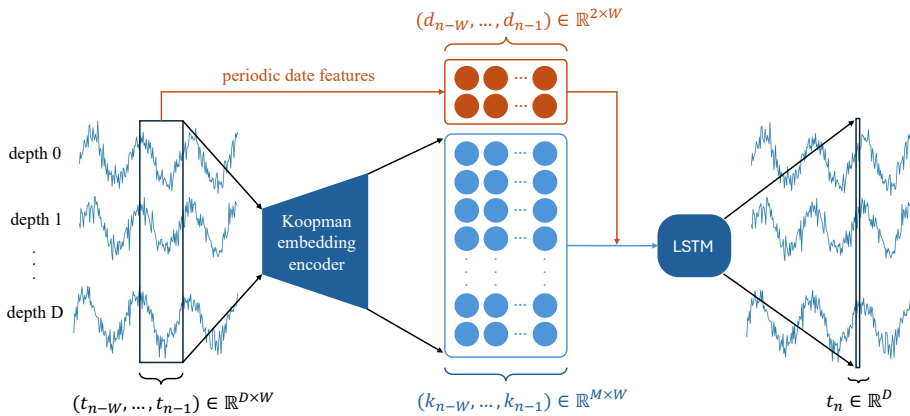 (d_{n-W}, ... , d_{n-1}) ∈ ℝ^{2×W}
periodic date features
...
...
depth 0
depth 1
.
.
.
depth D
Koopman
embedding
encoder
...
...
...
...
. . .
. . .
. . .
...
...
LSTM
(t_{n-W}, ... , t_{n-1}) ∈ ℝ^{D×W}
(k_{n-W}, ... , k_{n-1}) ∈ ℝ^{M×W}
t_n ∈ ℝ^D